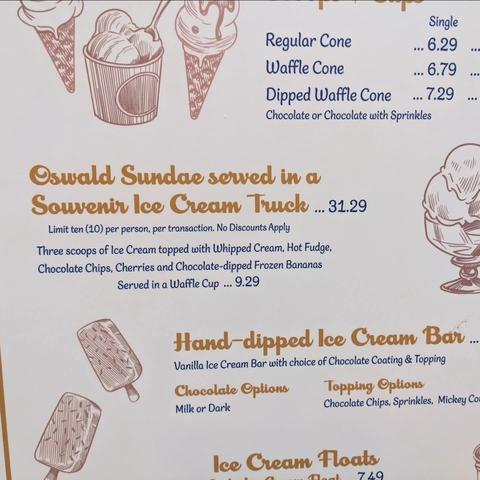 Single
Regular Cone ... 6.29 ...
Waffle Cone ... 6.79 ...
Dipped Waffle Cone ... 7.29 ...
Chocolate or Chocolate with Sprinkles
Oswald Sundae served in a
Souvenir Ice Cream Truck ... 31.29
Limit ten (10) per person, per transaction. No Discounts Apply
Three scoops of Ice Cream topped with Whipped Cream, Hot Fudge,
Chocolate Chips, Cherries and Chocolate-dipped Frozen Bananas
Served in a Waffle Cup ... 9.29
Hand-dipped Ice Cream Bar ...
Vanilla Ice Cream Bar with choice of Chocolate Coating & Topping
Chocolate Options Topping Options
Milk or Dark Chocolate Chips, Sprinkles, Mickey
Ice Cream Floats
7.49